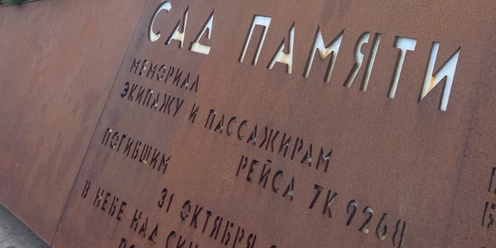 САД ПАМЯТИ
МЕМОРИАЛ
ЭКИПАЖУ И ПАССАЖИРАМ
РЕЙСА 7К 9268
ПОГИБШИМ
31 ОКТЯБРЯ
В НЕБЕ НАД